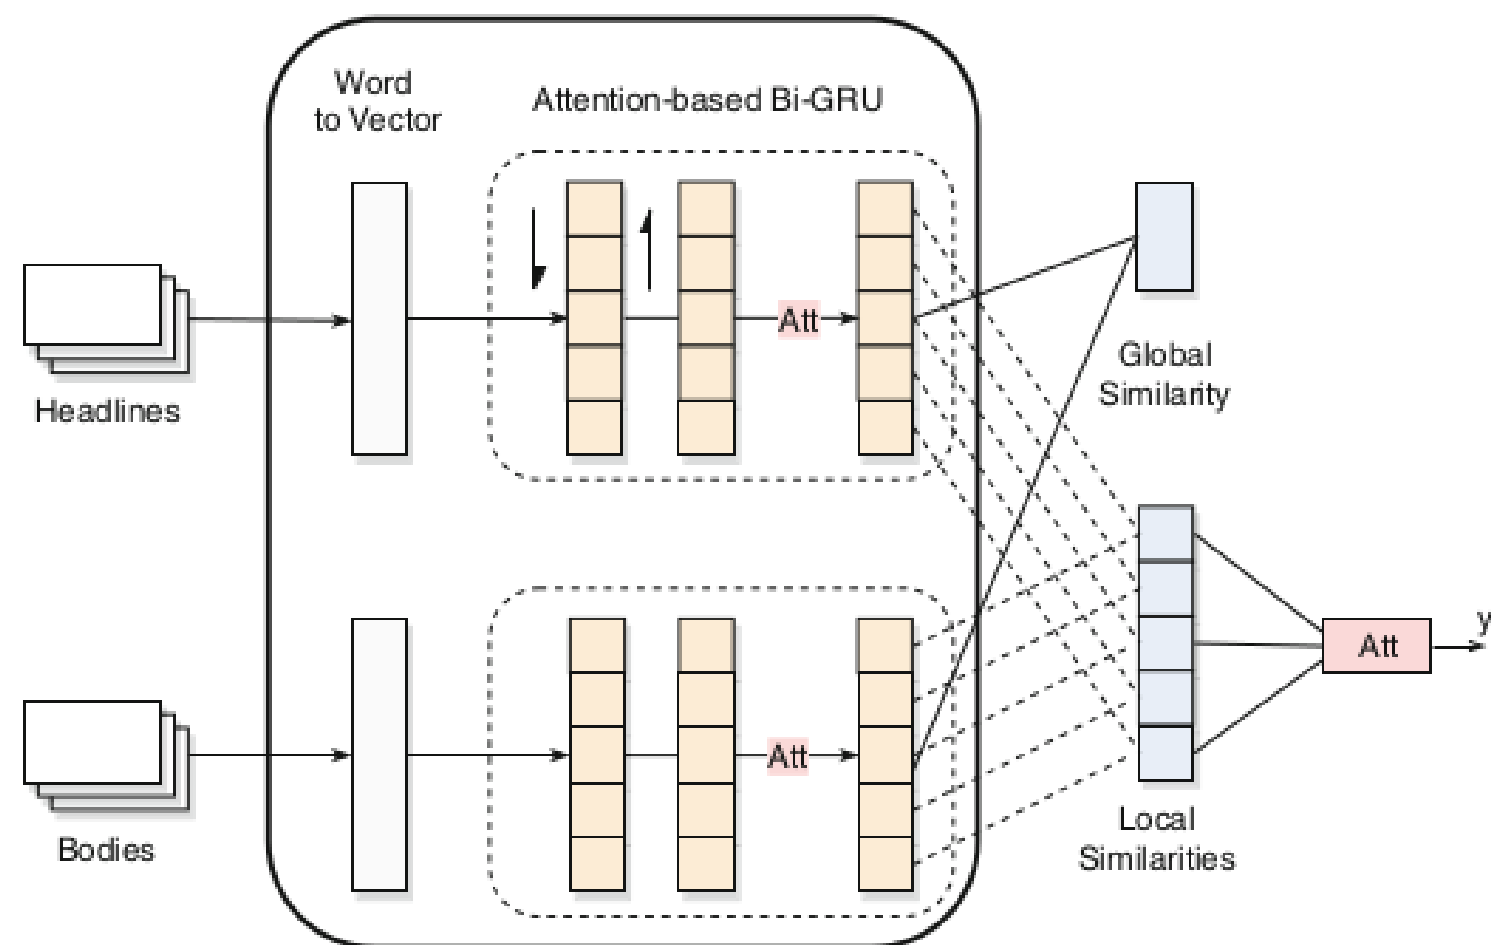 Word
to Vector
Attention-based Bi-GRU
Att
Headlines
Global
Similarity
Att
Bodies
Local
Similarities
Att
y